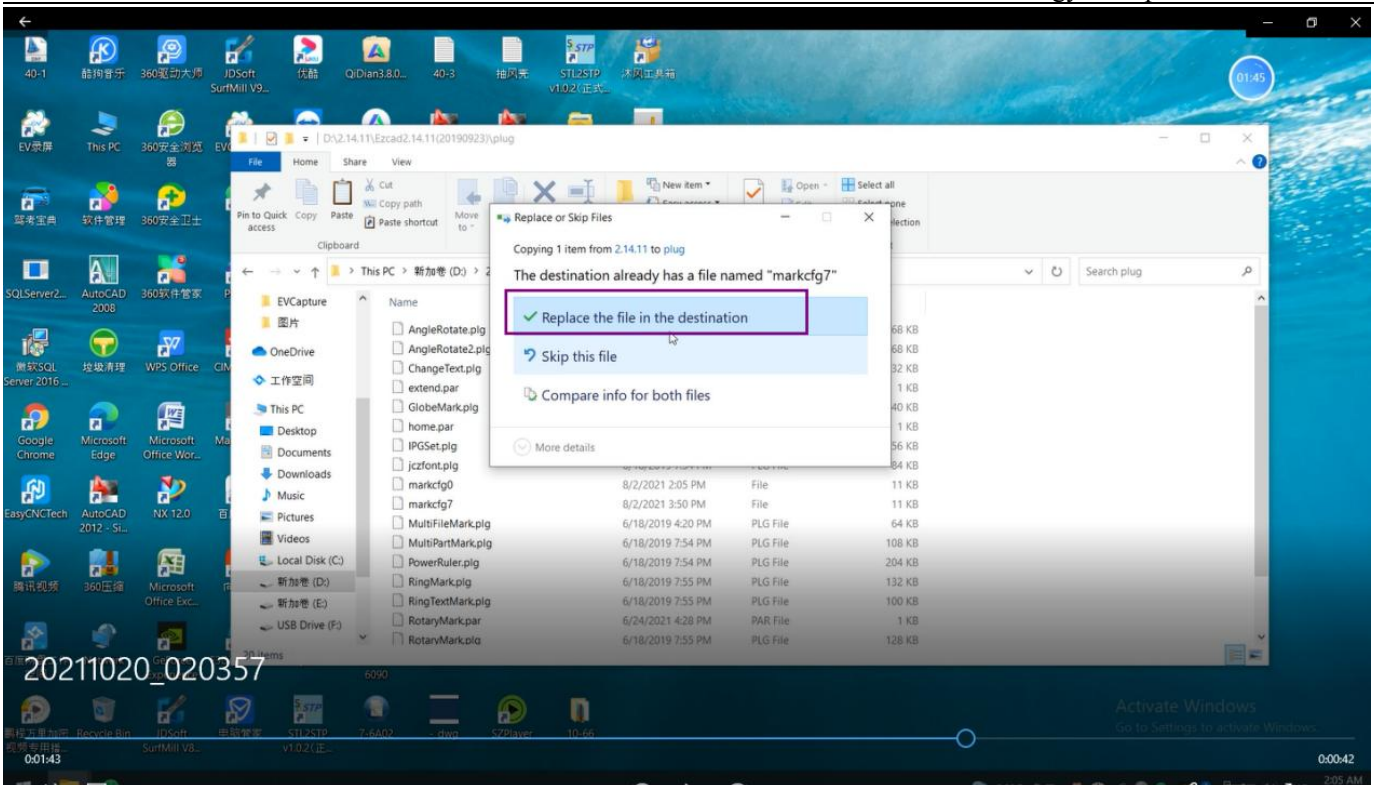 40-1
酷狗音乐
360驱动大师
JDSoft
SurfMill V9...
优酷
QiDian3.8.0...
40-3
抽风壳
STL2STP
v1.0.2(正式...
沐风工具箱
01:45
EV录屏
This PC
360安全浏览
器
D:\2.14.11\Ezcad2.14.11(20190923)\plug
File
Home
Share
View
Cut
Copy path
Paste shortcut
Pin to Quick
access
Copy
Paste
Move
to
New item
Open
Select all
Clipboard
驾考宝典
软件管理
360安全卫士
Replace or Skip Files
Copying 1 item from 2.14.11 to plug
The destination already has a file named "markcfg7"
Replace the file in the destination
Skip this file
Compare info for both files
More details
This PC
新加卷 (D:)
Search plug
SQLServer2...
AutoCAD
2008
360软件管家
EVCapture
图片
OneDrive
工作空间
This PC
Desktop
Documents
Downloads
Music
Pictures
Videos
Local Disk (C:)
新加卷 (D:)
新加卷 (E:)
USB Drive (F:)
Name
AngleRotate.plg 68 KB
AngleRotate2.plg 68 KB
ChangeText.plg 32 KB
extend.par 1 KB
GlobeMark.plg 40 KB
home.par 1 KB
IPGSet.plg 56 KB
jczfont.plg 84 KB
markcfg0 8/2/2021 2:05 PM File 11 KB
markcfg7 8/2/2021 3:50 PM File 11 KB
MultiFileMark.plg 6/18/2019 4:20 PM PLG File 64 KB
MultiPartMark.plg 6/18/2019 7:54 PM PLG File 108 KB
PowerRuler.plg 6/18/2019 7:54 PM PLG File 204 KB
RingMark.plg 6/18/2019 7:55 PM PLG File 132 KB
RingTextMark.plg 6/18/2019 7:55 PM PLG File 100 KB
RotaryMark.par 6/24/2021 4:28 PM PAR File 1 KB
RotaryMark.plg 6/18/2019 7:55 PM PLG File 128 KB
20 items
微软SQL
Server 2016 ...
垃圾清理
WPS Office
Google
Chrome
Microsoft
Edge
Microsoft
Office Wor...
EasyCNCTech
AutoCAD
2012 - Si...
NX 12.0
腾讯视频
360压缩
Microsoft
Office Exc...
20211020_020357
6090
Recycle Bin
JDSoft
SurfMill V8...
电脑管家
STL2STP
v1.0.2(正...
7-6A02
- dwg
SZPlayer
10-66
Activate Windows
Go to Settings to activate Windows.
0:01:43
0:00:42
2:05 AM